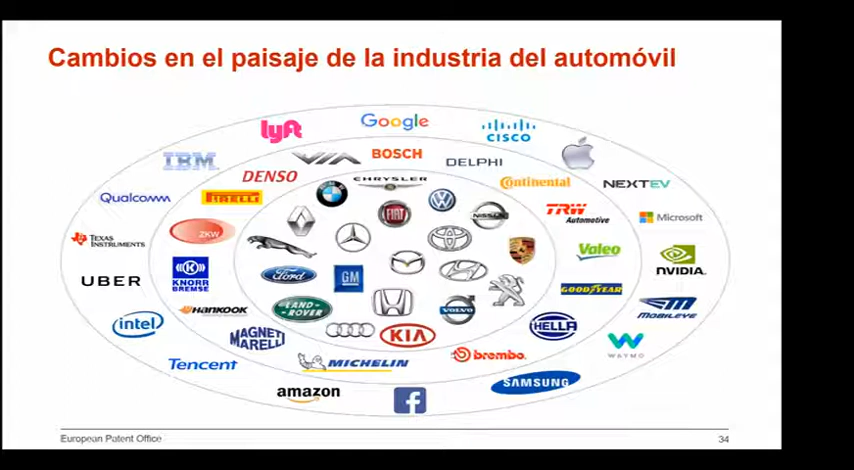 Cambios en el paisaje de la industria del automóvil
lyft
Google
CISCO
IBM
VIA
BOSCH
DELPHI
DENSO
CHRYSLER
Continental
NEXTEV
Qualcomm
PIRELLI
FIAT
NISSAN
TRW
Automotive
Microsoft
TEXAS
INSTRUMENTS
ZKW
Valeo
NVIDIA
UBER
KNORR
BREMSE
Ford
GM
GOODYEAR
HANKOOK
LAND
ROVER
VOLVO
MOBILEYE
intel
MAGNETI
MARELLI
KIA
HELLA
WAYMO
Tencent
MICHELIN
brembo
SAMSUNG
amazon
f
European Patent Office
34